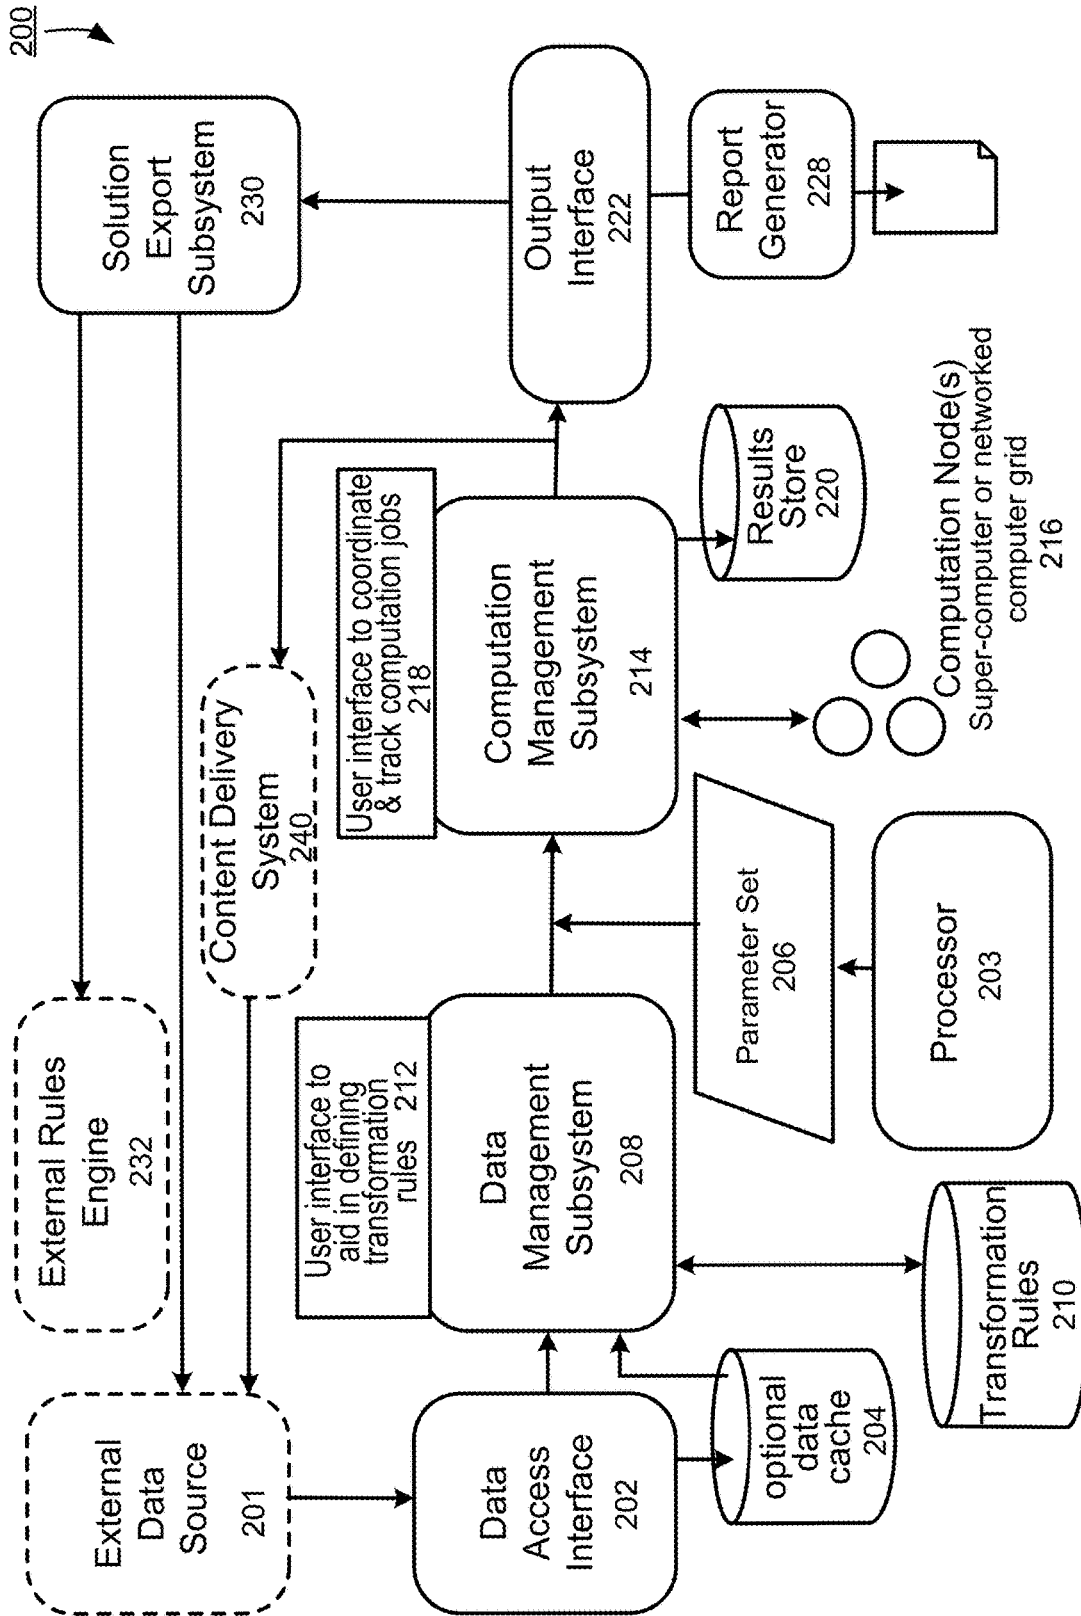 200
External
Data
Source
201
External Rules
Engine
232
Solution
Export
Subsystem
230
Content Delivery
System
240
User interface to
aid in defining
transformation
rules 212
User interface to coordinate
& track computation jobs
218
Data
Access
Interface
202
Data
Management
Subsystem
208
Computation
Management
Subsystem
214
Output
Interface
222
optional
data
cache
204
Transformation
Rules
210
Parameter Set
206
Processor
203
Results
Store
220
Computation Node(s)
Super-computer or networked
computer grid
216
Report
Generator
228